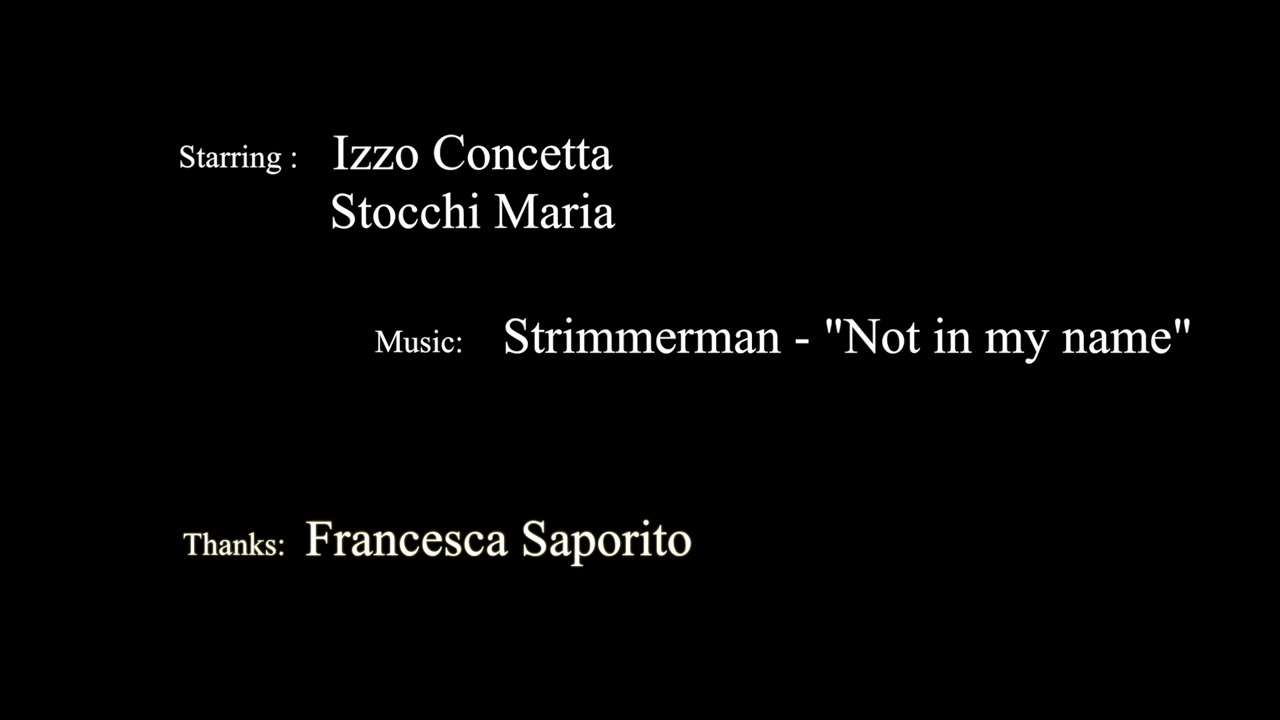 Starring : Izzo Concetta
Stocchi Maria
Music: Strimmerman - "Not in my name"
Thanks: Francesca Saporito